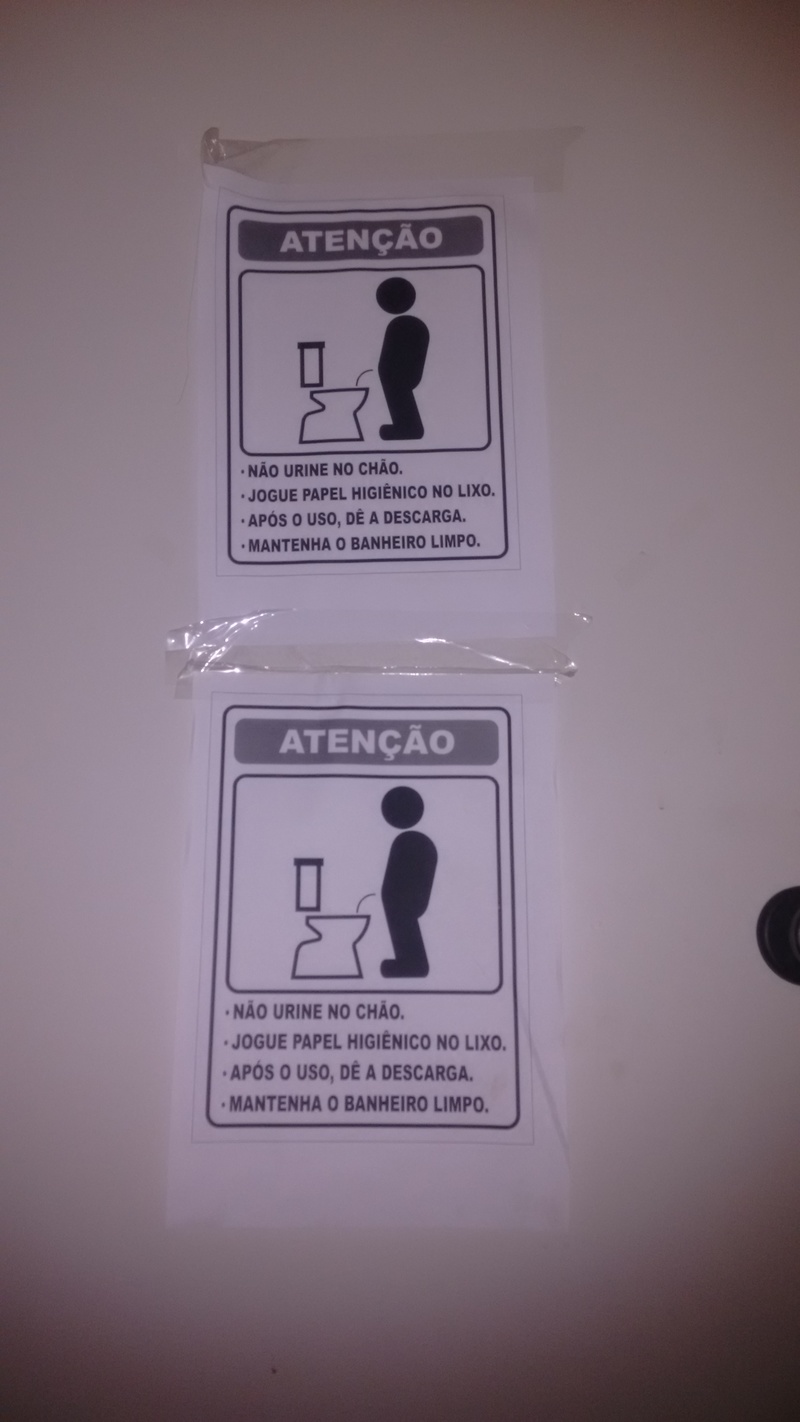 ATENÇÃO
· NÃO URINE NO CHÃO.
· JOGUE PAPEL HIGIÊNICO NO LIXO.
· APÓS O USO, DÊ A DESCARGA.
· MANTENHA O BANHEIRO LIMPO.
ATENÇÃO
· NÃO URINE NO CHÃO.
· JOGUE PAPEL HIGIÊNICO NO LIXO.
· APÓS O USO, DÊ A DESCARGA.
· MANTENHA O BANHEIRO LIMPO.